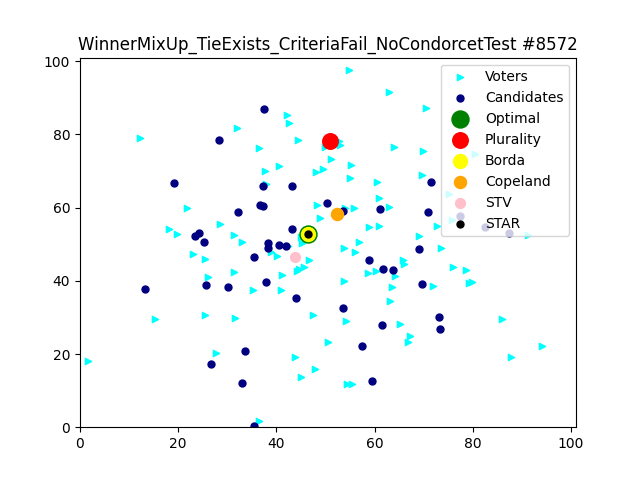 WinnerMixUp_TieExists_CriteriaFail_NoCondorcetTest #8572
100
80
60
40
20
0
0 20 40 60 80 100
Voters
Candidates
Optimal
Plurality
Borda
Copeland
STV
STAR